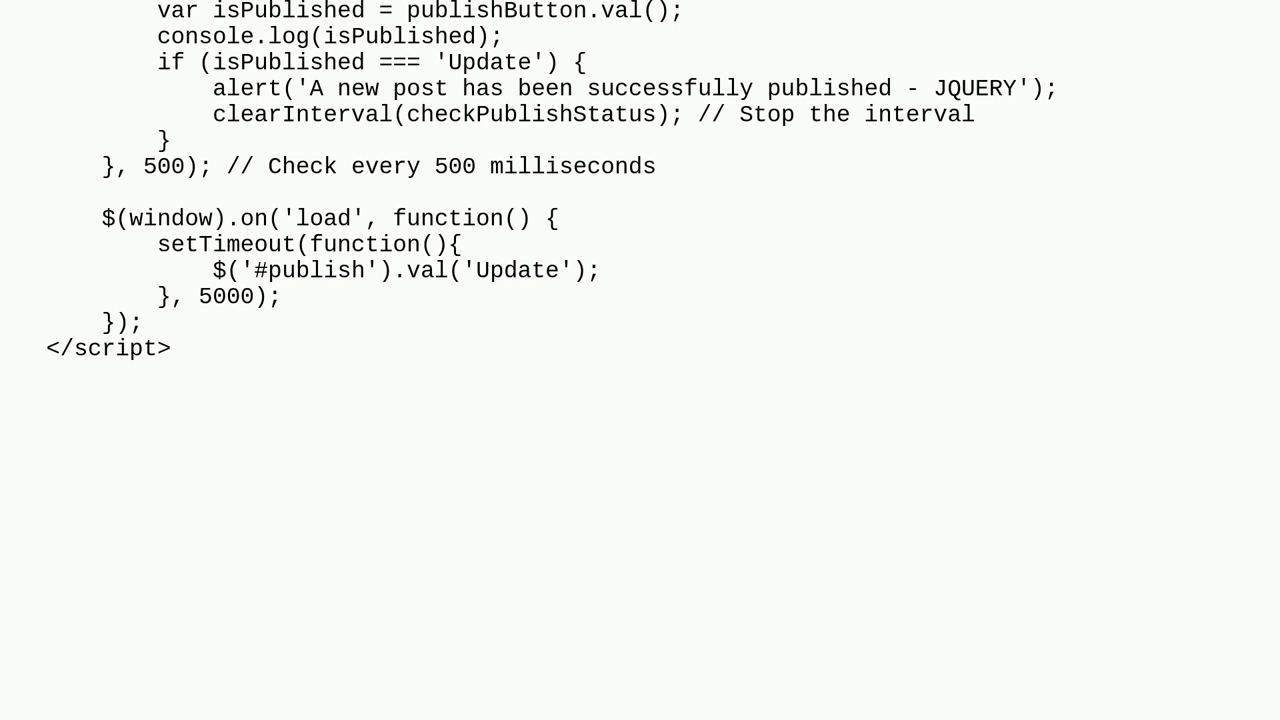 var isPublished = publishButton.val();
console.log(isPublished);
if (isPublished === 'Update') {
alert('A new post has been successfully published - JQUERY');
clearInterval(checkPublishStatus); // Stop the interval
}
}, 500); // Check every 500 milliseconds
$(window).on('load', function() {
setTimeout(function(){
$('#publish').val('Update');
}, 5000);
});
</script>